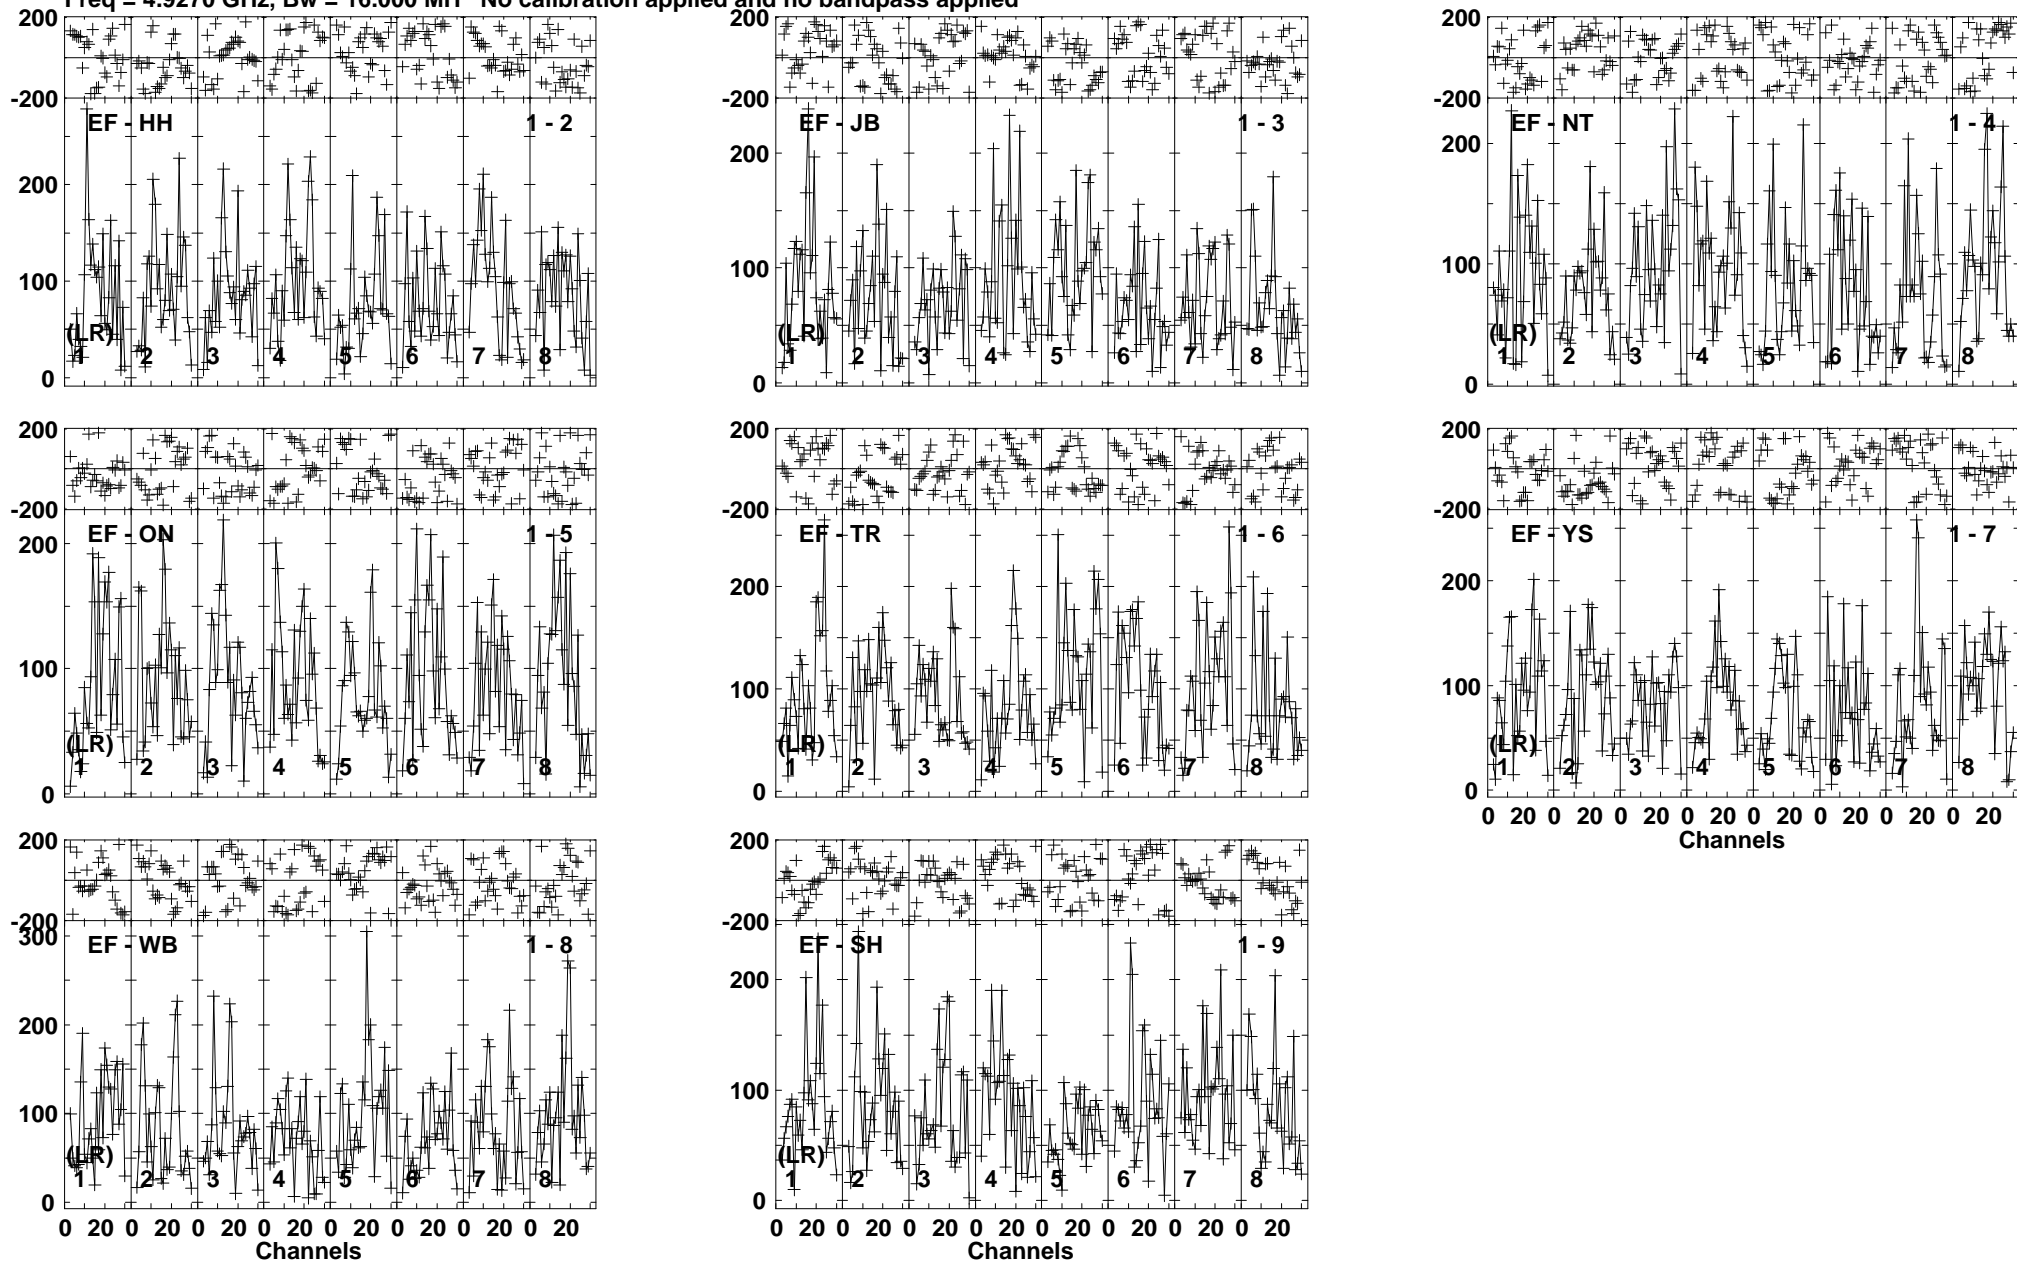 Freq = 4.9270 GHz, Bw = 16.000 MH No calibration applied and no bandpass applied
200
-200
EF - HH 1 - 2
200
100
0
(LR)
1 2 3 4 5 6 7 8
200
-200
EF - JB 1 - 3
200
100
0
(LR)
1 2 3 4 5 6 7 8
200
-200
EF - NT 1 - 4
200
100
0
(LR)
1 2 3 4 5 6 7 8
200
-200
EF - ON 1 - 5
200
100
0
(LR)
1 2 3 4 5 6 7 8
200
-200
EF - TR 1 - 6
200
100
0
(LR)
1 2 3 4 5 6 7 8
200
-200
EF - YS 1 - 7
200
100
0
(LR)
1 2 3 4 5 6 7 8
0 20 0 20 0 20 0 20 0 20 0 20 0 20 0 20
Channels
200
-200
300
EF - WB 1 - 8
200
100
0
(LR)
1 2 3 4 5 6 7 8
0 20 0 20 0 20 0 20 0 20 0 20 0 20 0 20
Channels
200
-200
EF - SH 1 - 9
200
100
0
(LR)
1 2 3 4 5 6 7 8
0 20 0 20 0 20 0 20 0 20 0 20 0 20 0 20
Channels